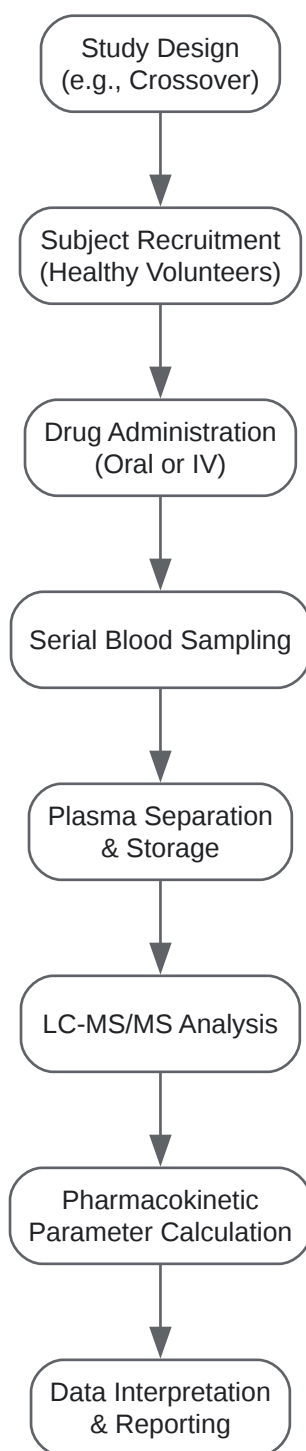 Study Design
(e.g., Crossover)
Subject Recruitment
(Healthy Volunteers)
Drug Administration
(Oral or IV)
Serial Blood Sampling
Plasma Separation
& Storage
LC-MS/MS Analysis
Pharmacokinetic
Parameter Calculation
Data Interpretation
& Reporting